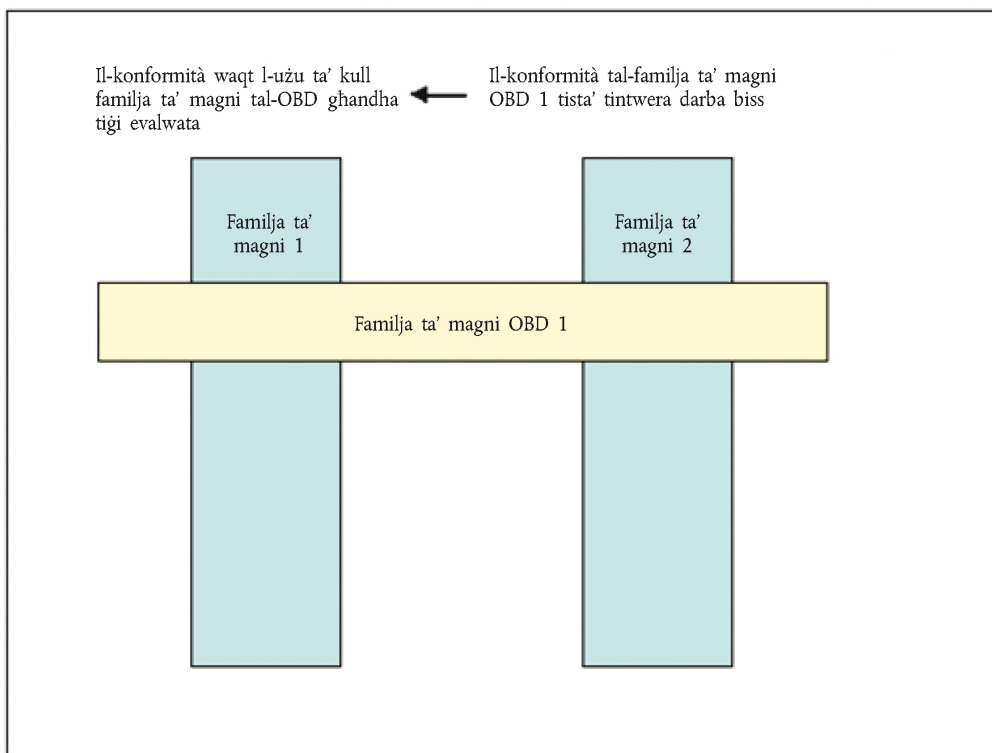 Il-konformità waqt l-użu ta’ kull
familja ta’ magni tal-OBD għandha
tiġi evalwata
Il-konformità tal-familja ta’ magni
OBD 1 tista’ tintwera darba biss
Familja ta’
magni 1
Familja ta’
magni 2
Familja ta’ magni OBD 1